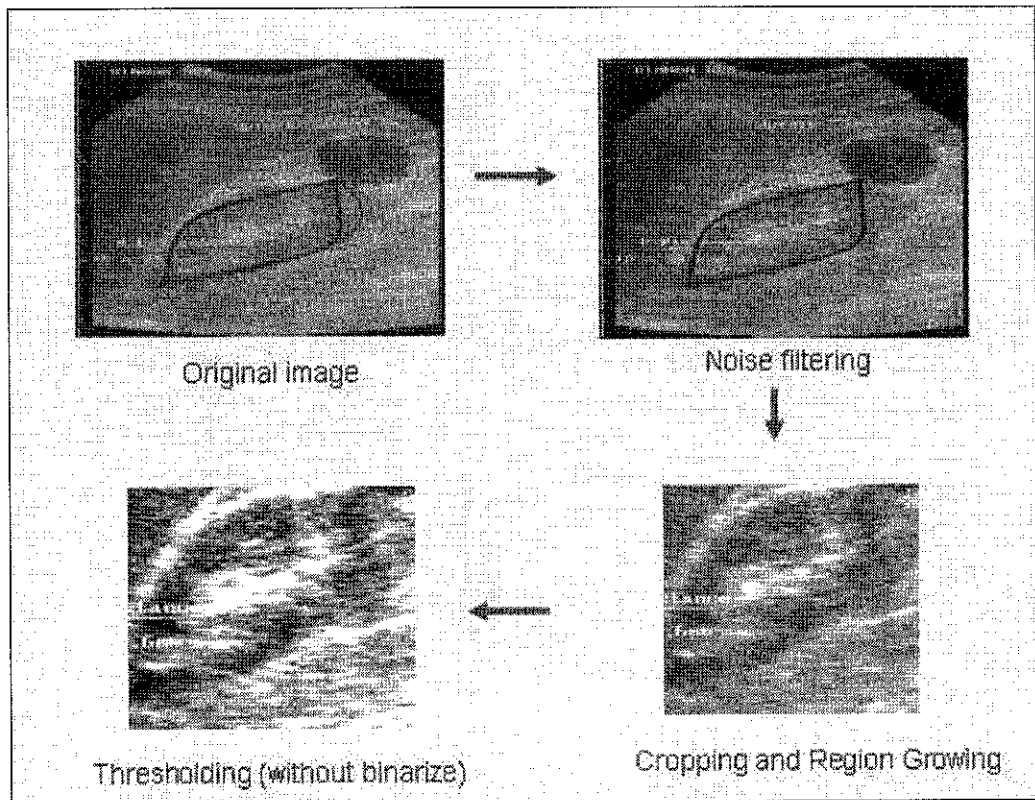 Original image
Noise filtering
Thresholding (without binarize)
Cropping and Region Growing